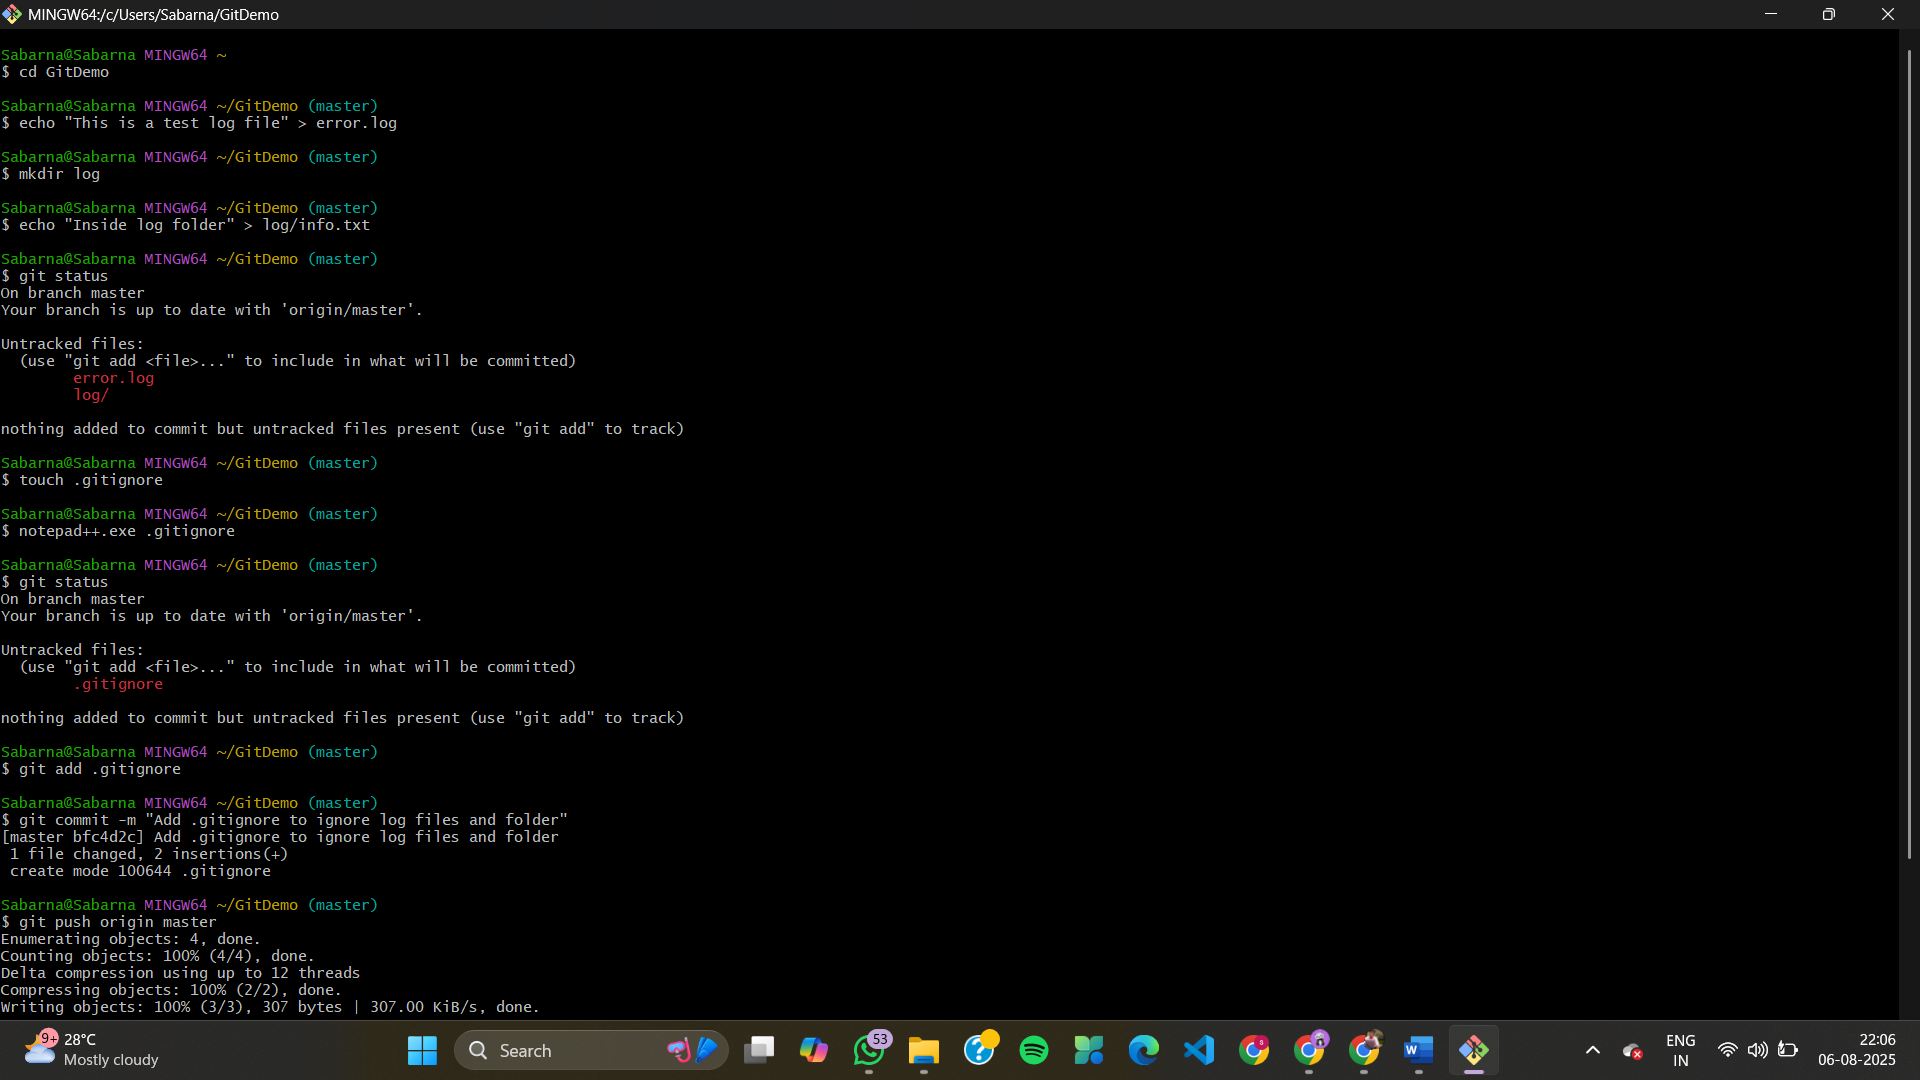 MINGW64:/c/Users/Sabarna/GitDemo
Sabarna@Sabarna MINGW64 ~
$ cd GitDemo
Sabarna@Sabarna MINGW64 ~/GitDemo (master)
$ echo "This is a test log file" > error.log
Sabarna@Sabarna MINGW64 ~/GitDemo (master)
$ mkdir log
Sabarna@Sabarna MINGW64 ~/GitDemo (master)
$ echo "Inside log folder" > log/info.txt
Sabarna@Sabarna MINGW64 ~/GitDemo (master)
$ git status
On branch master
Your branch is up to date with 'origin/master'.
Untracked files:
  (use "git add <file>..." to include in what will be committed)
        error.log
        log/
nothing added to commit but untracked files present (use "git add" to track)
Sabarna@Sabarna MINGW64 ~/GitDemo (master)
$ touch .gitignore
Sabarna@Sabarna MINGW64 ~/GitDemo (master)
$ notepad++.exe .gitignore
Sabarna@Sabarna MINGW64 ~/GitDemo (master)
$ git status
On branch master
Your branch is up to date with 'origin/master'.
Untracked files:
  (use "git add <file>..." to include in what will be committed)
        .gitignore
nothing added to commit but untracked files present (use "git add" to track)
Sabarna@Sabarna MINGW64 ~/GitDemo (master)
$ git add .gitignore
Sabarna@Sabarna MINGW64 ~/GitDemo (master)
$ git commit -m "Add .gitignore to ignore log files and folder"
[master bfc4d2c] Add .gitignore to ignore log files and folder
 1 file changed, 2 insertions(+)
 create mode 100644 .gitignore
Sabarna@Sabarna MINGW64 ~/GitDemo (master)
$ git push origin master
Enumerating objects: 4, done.
Counting objects: 100% (4/4), done.
Delta compression using up to 12 threads
Compressing objects: 100% (2/2), done.
Writing objects: 100% (3/3), 307 bytes | 307.00 KiB/s, done.
9+ 28°C
Mostly cloudy
Search
53
ENG
IN
22:06
06-08-2025